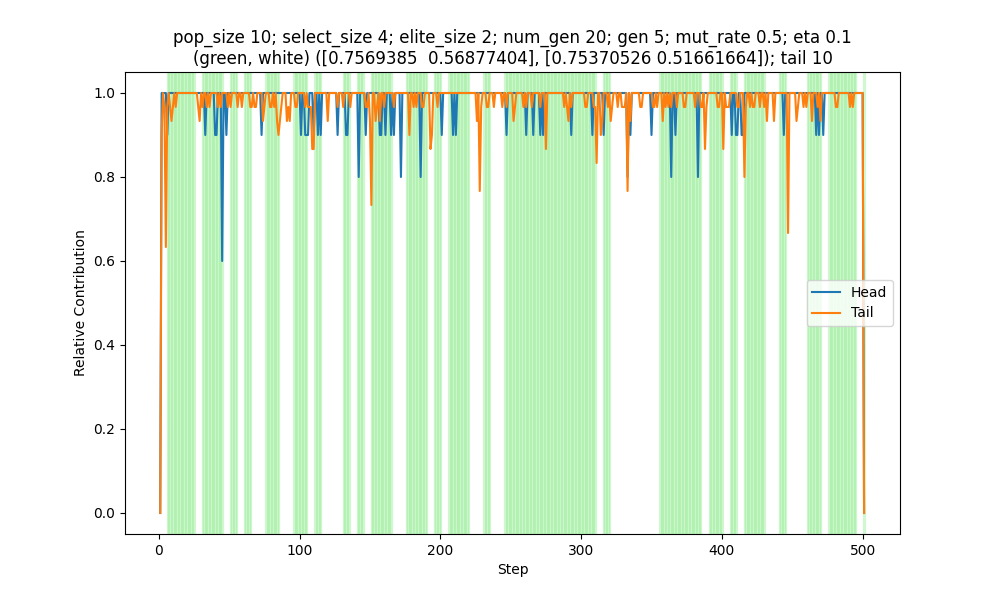 pop_size 10; select_size 4; elite_size 2; num_gen 20; gen 5; mut_rate 0.5; eta 0.1
(green, white) ([0.7569385  0.56877404], [0.75370526 0.51661664]); tail 10
1.0
0.8
0.6
0.4
0.2
0.0
Relative Contribution
Head
Tail
0
100
200
300
400
500
Step